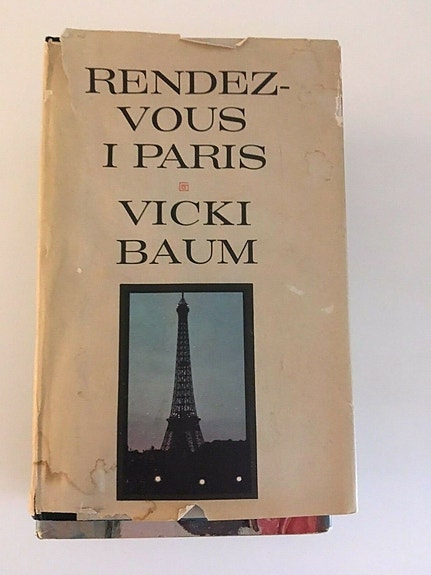 RENDEZ-
VOUS
I PARIS
VICKI
BAUM